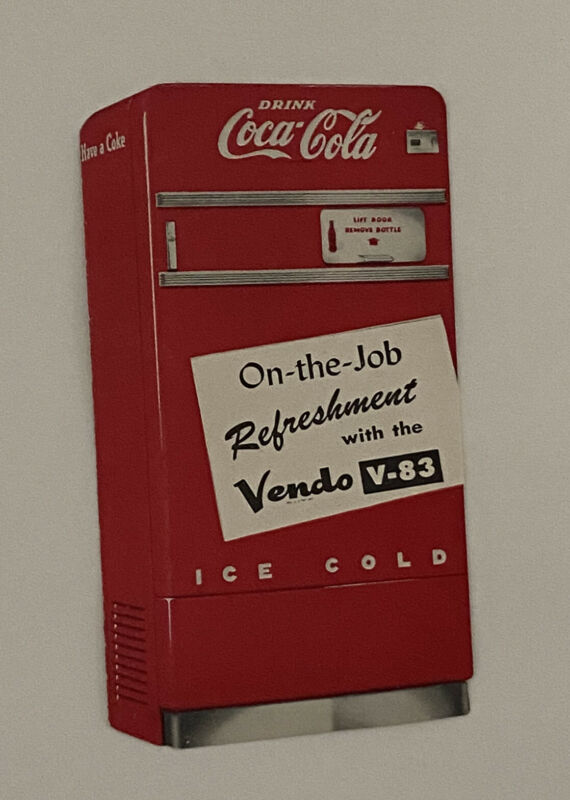 DRINK
Coca-Cola
Have a Coke
LIFT DOOR
REMOVE BOTTLE
On-the-Job
Refreshment
with the
Vendo V-83
ICE COLD